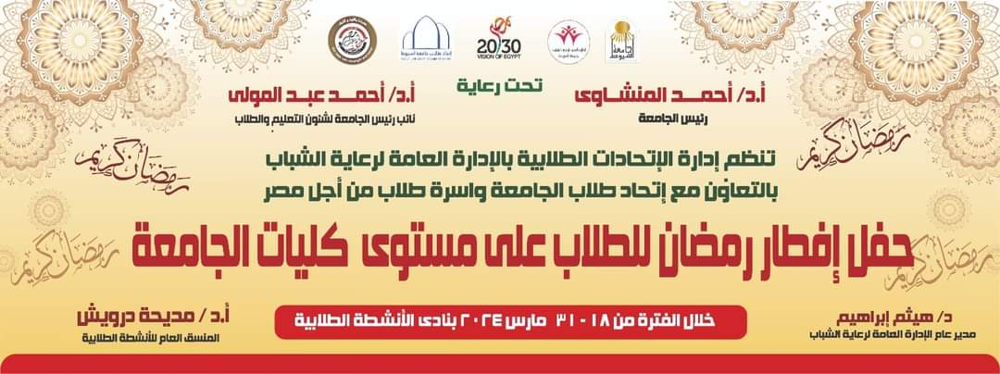 جامعة أسيوط
20/30
VISION OF EGYPT
تحت رعاية
أ.د/ أحمد المنشاوى
رئيس الجامعة
أ.د/ أحمد عبد المولى
نائب رئيس الجامعة لشئون التعليم والطلاب
رمضان كريم
رمضان كريم
تنظم إدارة الإتحادات الطلابية بالإدارة العامة لرعاية الشباب
بالتعاون مع إتحاد طلاب الجامعة واسرة طلاب من أجل مصر
حفل إفطار رمضان للطلاب على مستوى كليات الجامعة
رمضان كريم
رمضان كريم
د/ هيثم إبراهيم
مدير عام الإدارة العامة لرعاية الشباب
خلال الفترة من ١٨ - ٣١ مارس ٢٠٢٤ بنادى الأنشطة الطلابية
أ.د/ مديحة درويش
المنسق العام للأنشطة الطلابية